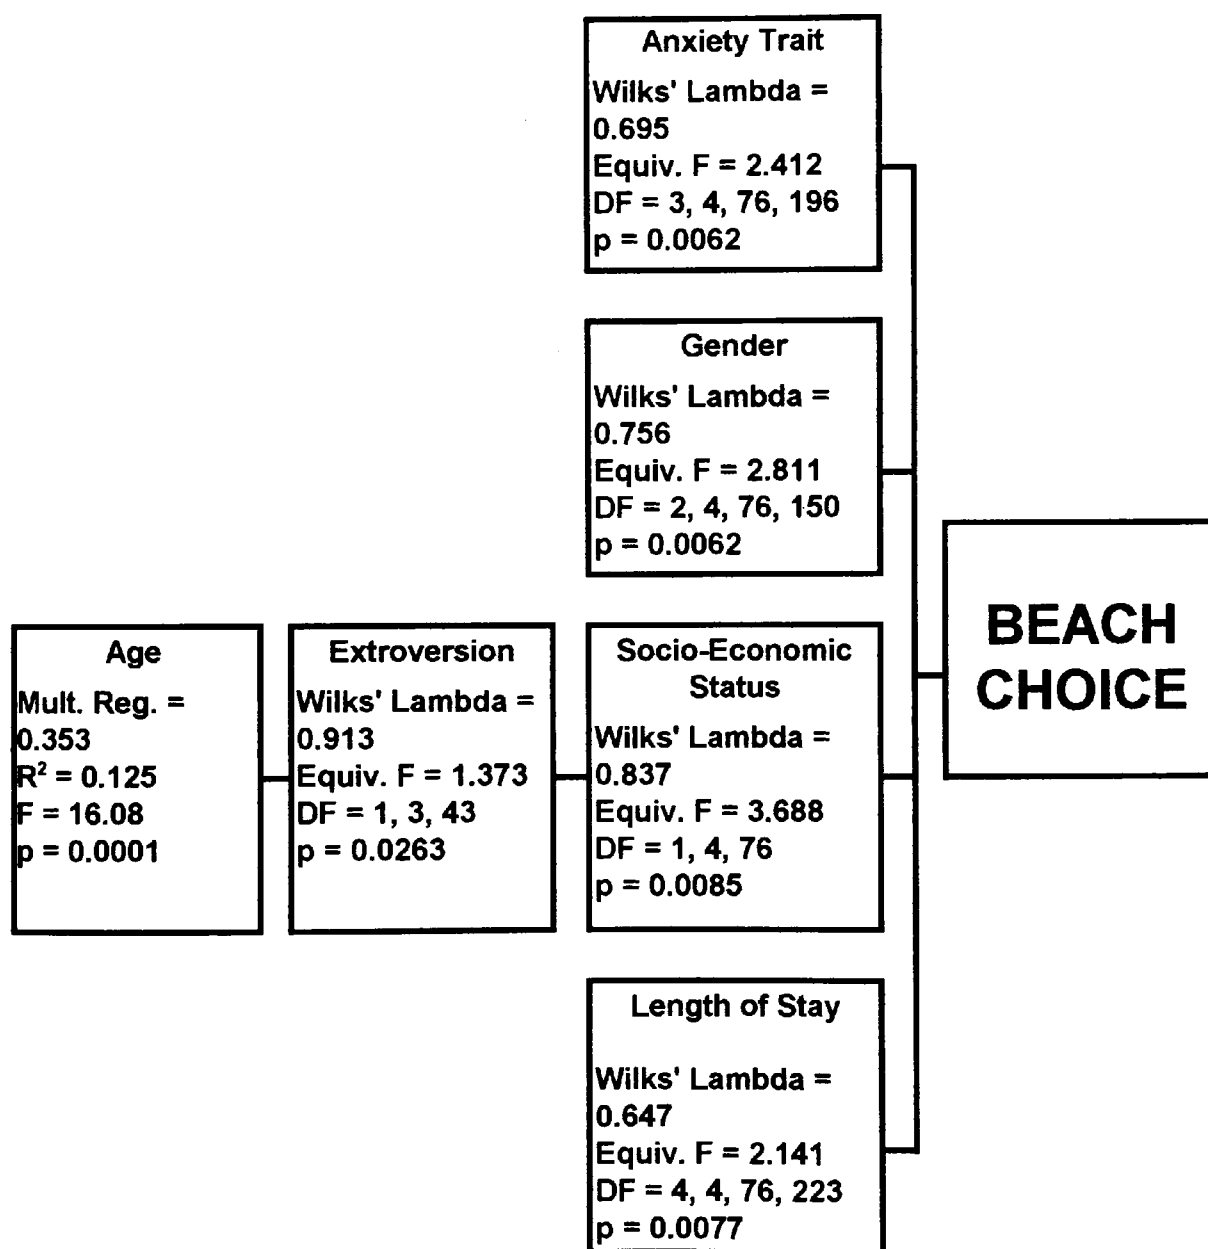 Anxiety Trait
Wilks' Lambda =
0.695
Equiv. F = 2.412
DF = 3, 4, 76, 196
p = 0.0062
Gender
Wilks' Lambda =
0.756
Equiv. F = 2.811
DF = 2, 4, 76, 150
p = 0.0062
Age
Mult. Reg. =
0.353
R² = 0.125
F = 16.08
p = 0.0001
Extroversion
Wilks' Lambda =
0.913
Equiv. F = 1.373
DF = 1, 3, 43
p = 0.0263
Socio-Economic
Status
Wilks' Lambda =
0.837
Equiv. F = 3.688
DF = 1, 4, 76
p = 0.0085
Length of Stay
Wilks' Lambda =
0.647
Equiv. F = 2.141
DF = 4, 4, 76, 223
p = 0.0077
BEACH
CHOICE